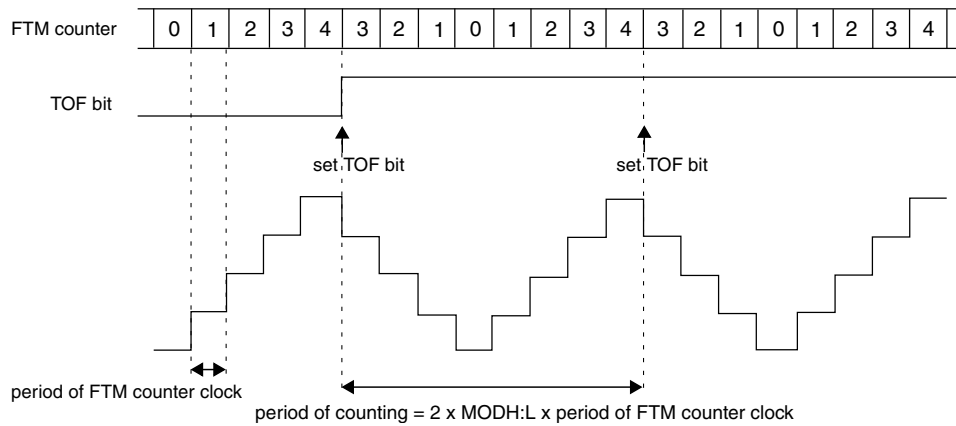 FTM counter 0 1 2 3 4 3 2 1 0 1 2 3 4 3 2 1 0 1 2 3 4
TOF bit
set TOF bit set TOF bit
period of FTM counter clock
period of counting = 2 x MODH:L x period of FTM counter clock